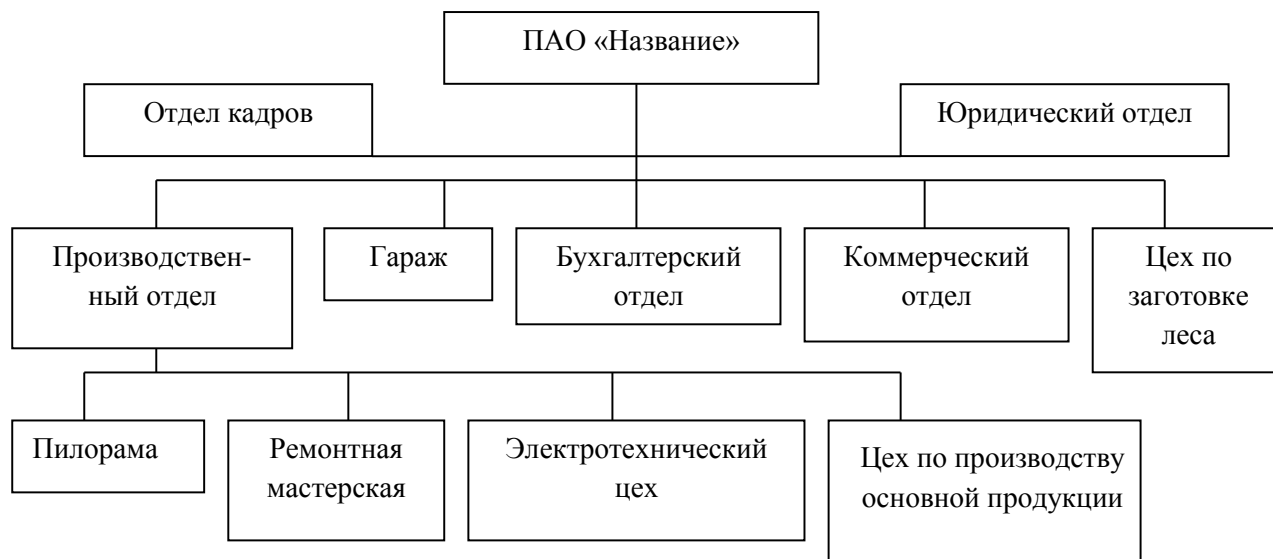 ПАО «Название»
Отдел кадров
Юридический отдел
Производствен-
ный отдел
Гараж
Бухгалтерский
отдел
Коммерческий
отдел
Цех по
заготовке
леса
Пилорама
Ремонтная
мастерская
Электротехнический
цех
Цех по производству
основной продукции